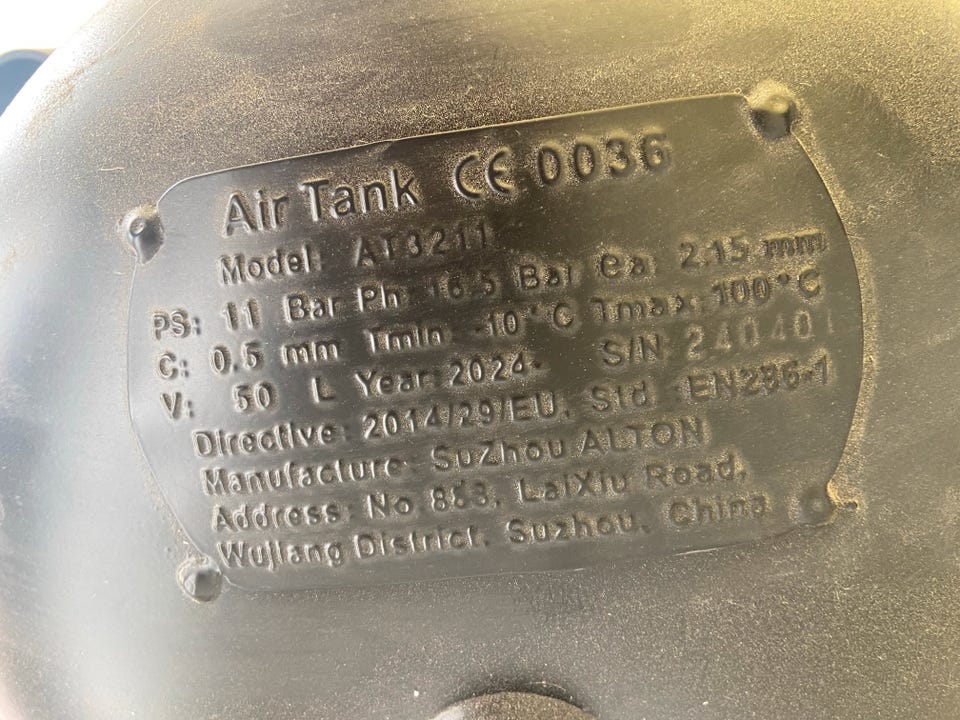 Air Tank CE 0036
Model: AT3211
PS: 11 Bar Ph: 16.5 Bar ea: 2.15 mm
C: 0.5 mm Tmin: -10°C Tmax: 100°C
V: 50 L Year: 2024. S/N: 240401
Directive: 2014/29/EU. Std: EN286-1
Manufacture: SuZhou ALTON
Address: No 858, LaiXiu Road,
Wujiang District. Suzhou. China